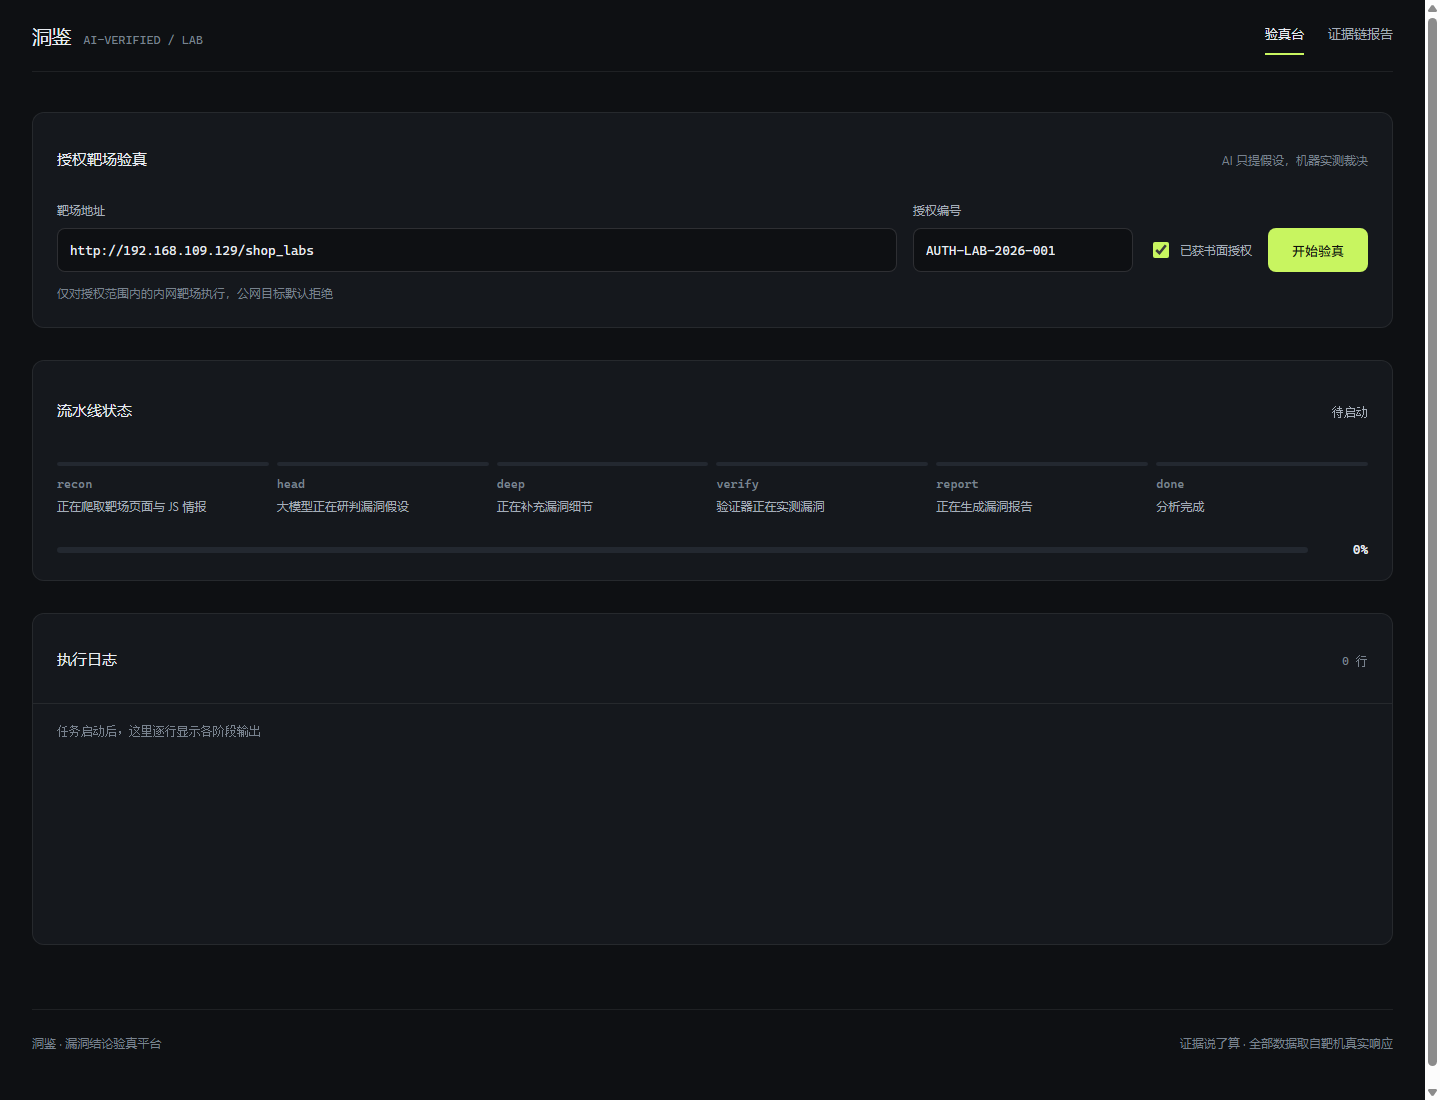 洞鉴 AI-VERIFIED / LAB
验真台 证据链报告
授权靶场验真
AI 只提假设，机器实测裁决
靶场地址
授权编号
http://192.168.109.129/shop_labs
AUTH-LAB-2026-001
已获书面授权
开始验真
仅对授权范围内的内网靶场执行，公网目标默认拒绝
流水线状态
待启动
recon
正在爬取靶场页面与 JS 情报
head
大模型正在研判漏洞假设
deep
正在补充漏洞细节
verify
验证器正在实测漏洞
report
正在生成漏洞报告
done
分析完成
0%
执行日志
0 行
任务启动后，这里逐行显示各阶段输出
洞鉴 · 漏洞结论验真平台
证据说了算 · 全部数据取自靶机真实响应